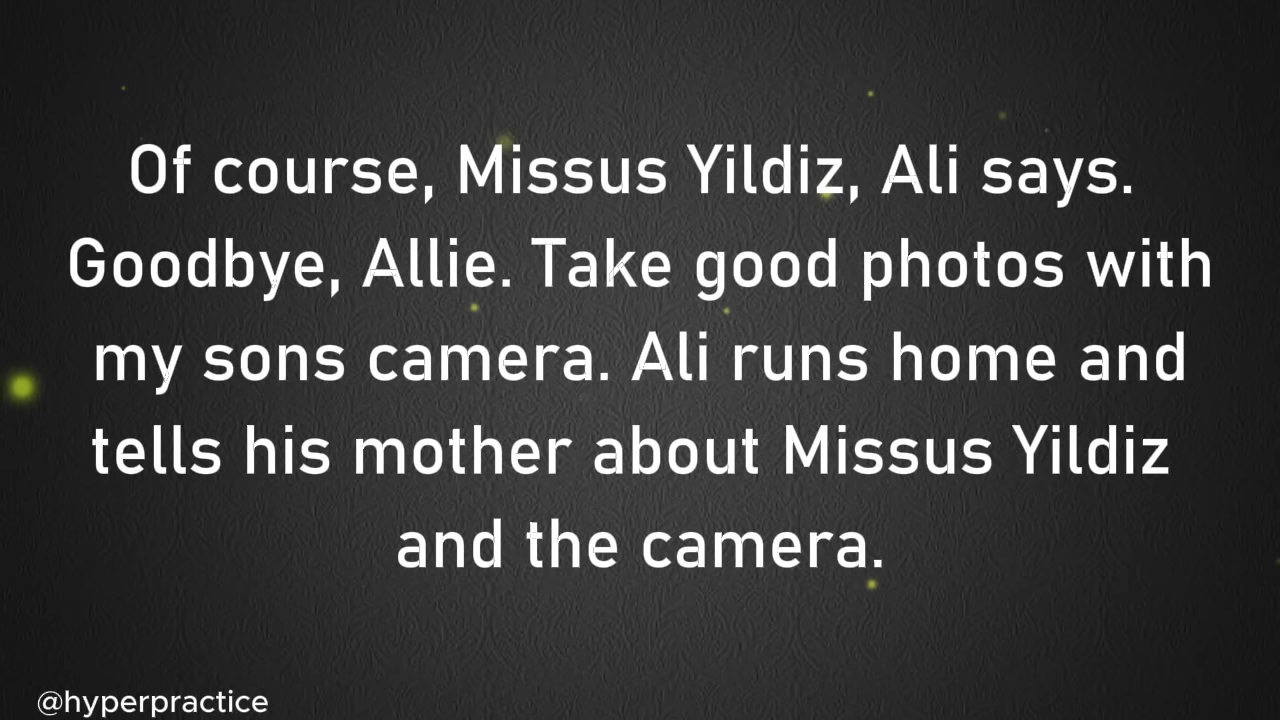 Of course, Missus Yildiz, Ali says.
Goodbye, Allie. Take good photos with
my sons camera. Ali runs home and
tells his mother about Missus Yildiz
and the camera.
@hyperpractice